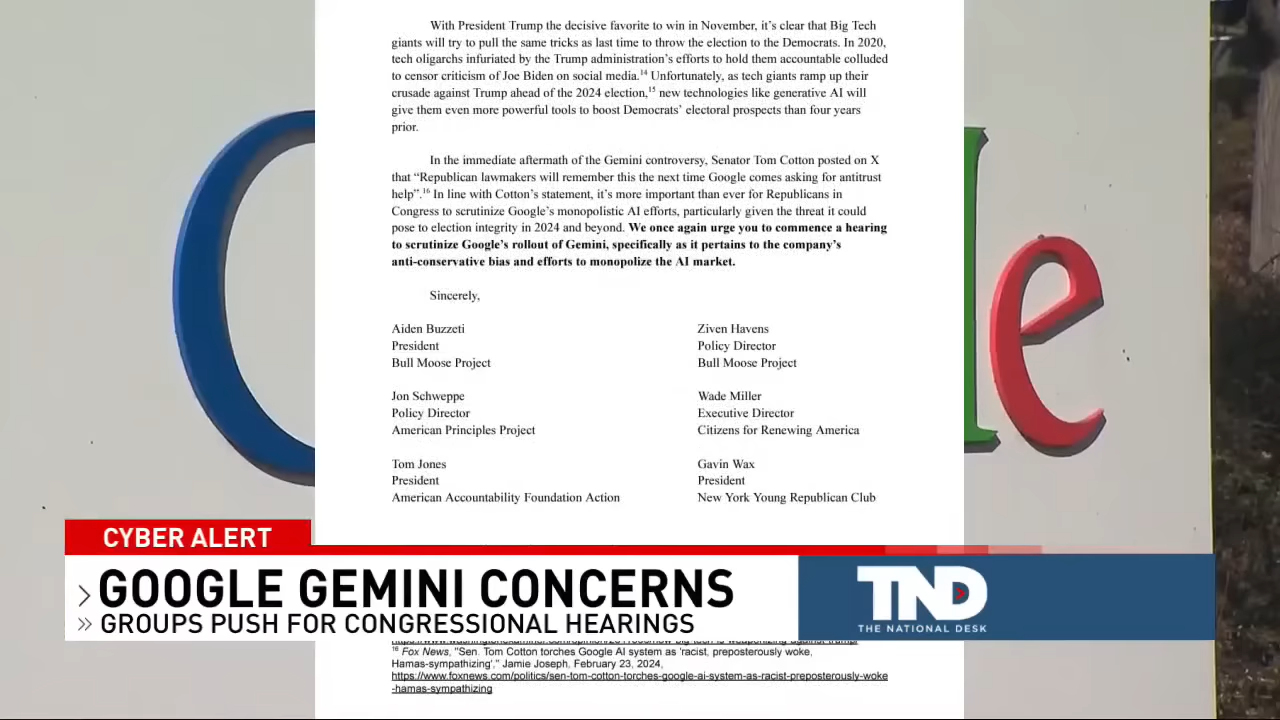 With President Trump the decisive favorite to win in November, it's clear that Big Tech
giants will try to pull the same tricks as last time to throw the election to the Democrats. In 2020,
tech oligarchs infuriated by the Trump administration's efforts to hold them accountable colluded
to censor criticism of Joe Biden on social media.14 Unfortunately, as tech giants ramp up their
crusade against Trump ahead of the 2024 election,15 new technologies like generative AI will
give them even more powerful tools to boost Democrats' electoral prospects than four years
prior.
In the immediate aftermath of the Gemini controversy, Senator Tom Cotton posted on X
that “Republican lawmakers will remember this the next time Google comes asking for antitrust
help”.16 In line with Cotton's statement, it's more important than ever for Republicans in
Congress to scrutinize Google's monopolistic AI efforts, particularly given the threat it could
pose to election integrity in 2024 and beyond. We once again urge you to commence a hearing
to scrutinize Google's rollout of Gemini, specifically as it pertains to the company's
anti-conservative bias and efforts to monopolize the AI market.
Sincerely,
Aiden Buzzeti
President
Bull Moose Project
Ziven Havens
Policy Director
Bull Moose Project
Jon Schweppe
Policy Director
American Principles Project
Wade Miller
Executive Director
Citizens for Renewing America
Tom Jones
President
American Accountability Foundation Action
Gavin Wax
President
New York Young Republican Club
CYBER ALERT
GOOGLE GEMINI CONCERNS
GROUPS PUSH FOR CONGRESSIONAL HEARINGS
TND
THE NATIONAL DESK
16 Fox News, "Sen. Tom Cotton torches Google AI system as 'racist, preposterously woke,
Hamas-sympathizing'." Jamie Joseph, February 23, 2024,
https://www.foxnews.com/politics/sen-tom-cotton-torches-google-ai-system-as-racist-preposterously-woke
-hamas-sympathizing